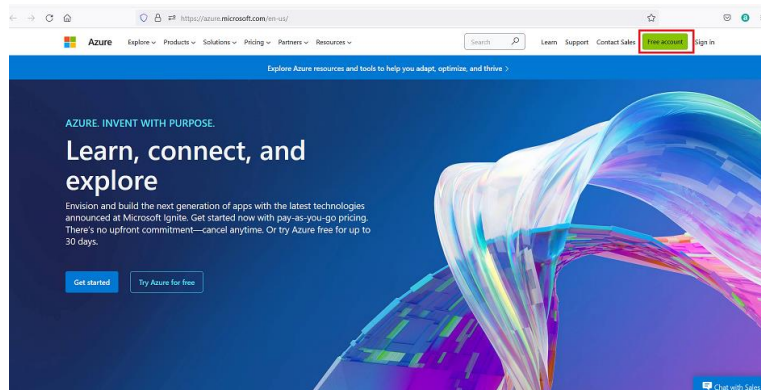 https://azure.microsoft.com/en-us/
Azure Explore Products Solutions Pricing Partners Resources Search Learn Support Contact Sales Free account Sign in
Explore Azure resources and tools to help you adapt, optimize, and thrive >
AZURE. INVENT WITH PURPOSE.
Learn, connect, and
explore
Envision and build the next generation of apps with the latest technologies
announced at Microsoft Ignite. Get started now with pay-as-you-go pricing.
There's no upfront commitment—cancel anytime. Or try Azure free for up to
30 days.
Get started Try Azure for free
Chat with Sales